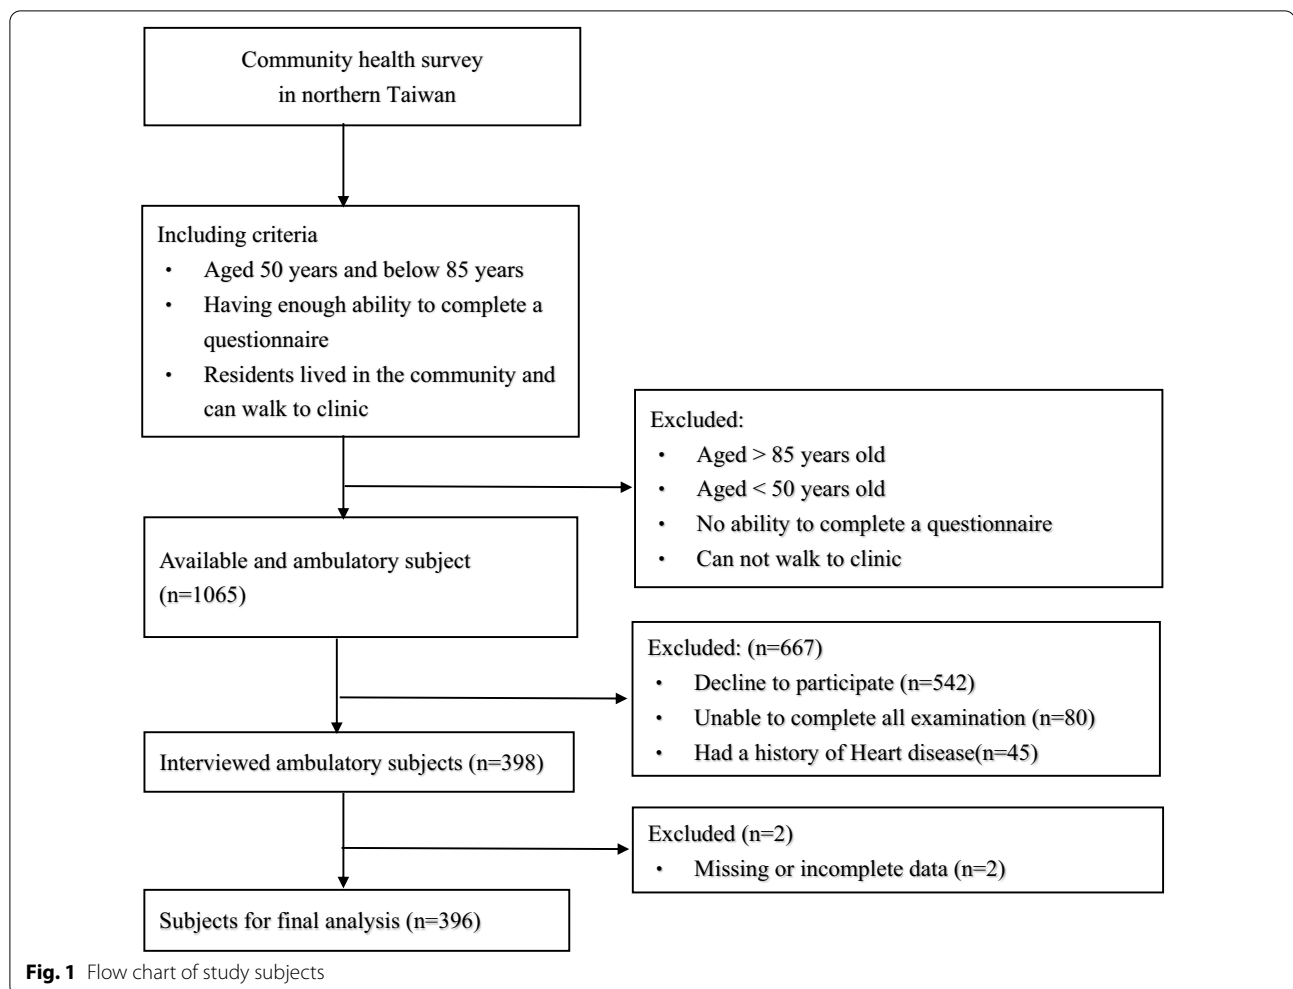 Community health survey
in northern Taiwan
Including criteria
• Aged 50 years and below 85 years
• Having enough ability to complete a
questionnaire
• Residents lived in the community and
can walk to clinic
Excluded:
• Aged > 85 years old
• Aged < 50 years old
• No ability to complete a questionnaire
• Can not walk to clinic
Available and ambulatory subject
(n=1065)
Excluded: (n=667)
• Decline to participate (n=542)
• Unable to complete all examination (n=80)
• Had a history of Heart disease(n=45)
Interviewed ambulatory subjects (n=398)
Excluded (n=2)
• Missing or incomplete data (n=2)
Subjects for final analysis (n=396)
Fig. 1 Flow chart of study subjects